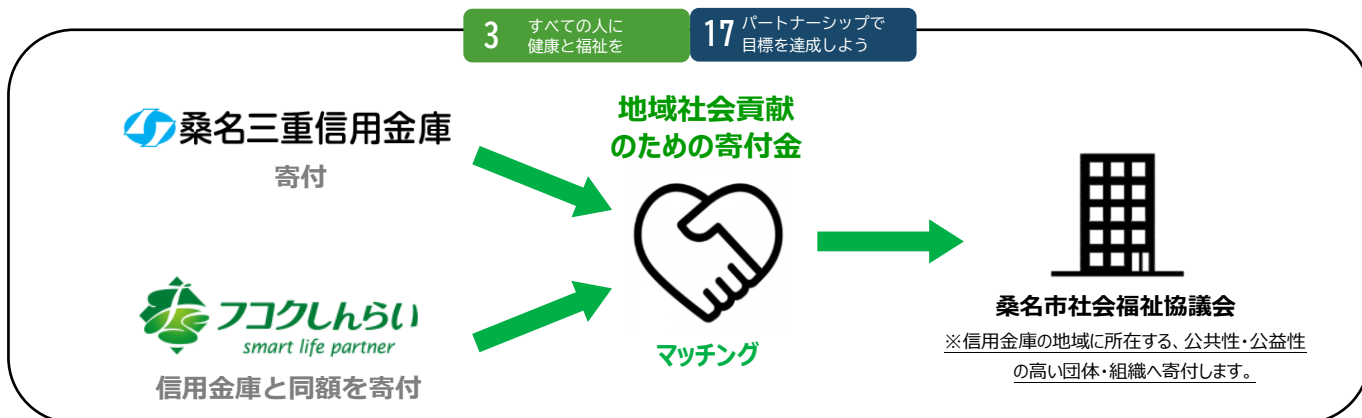 3 すべての人に
健康と福祉を
17 パートナーシップで
目標を達成しよう
桑名三重信用金庫
寄付
フコクしんらい
smart life partner
信用金庫と同額を寄付
地域社会貢献
のための寄付金
マッチング
桑名市社会福祉協議会
※信用金庫の地域に所在する、公共性・公益性
の高い団体・組織へ寄付します。